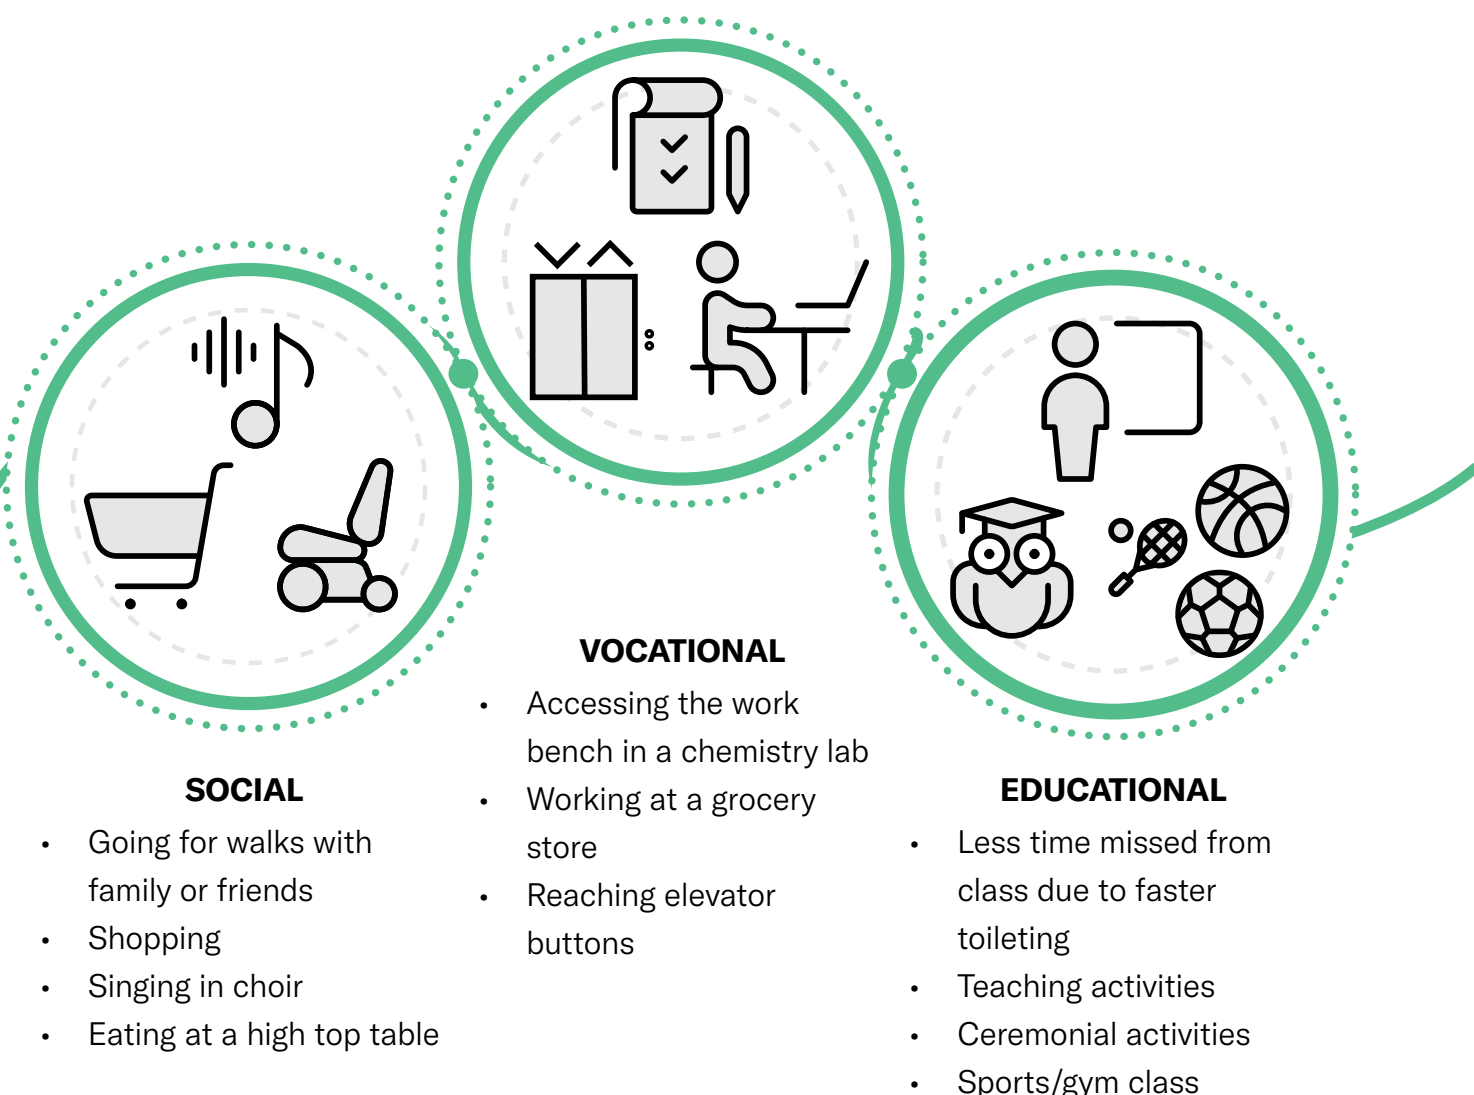 VOCATIONAL
• Accessing the work
bench in a chemistry lab
• Working at a grocery
store
• Reaching elevator
buttons
SOCIAL
• Going for walks with
family or friends
• Shopping
• Singing in choir
• Eating at a high top table
EDUCATIONAL
• Less time missed from
class due to faster
toileting
• Teaching activities
• Ceremonial activities
• Sports/gym class